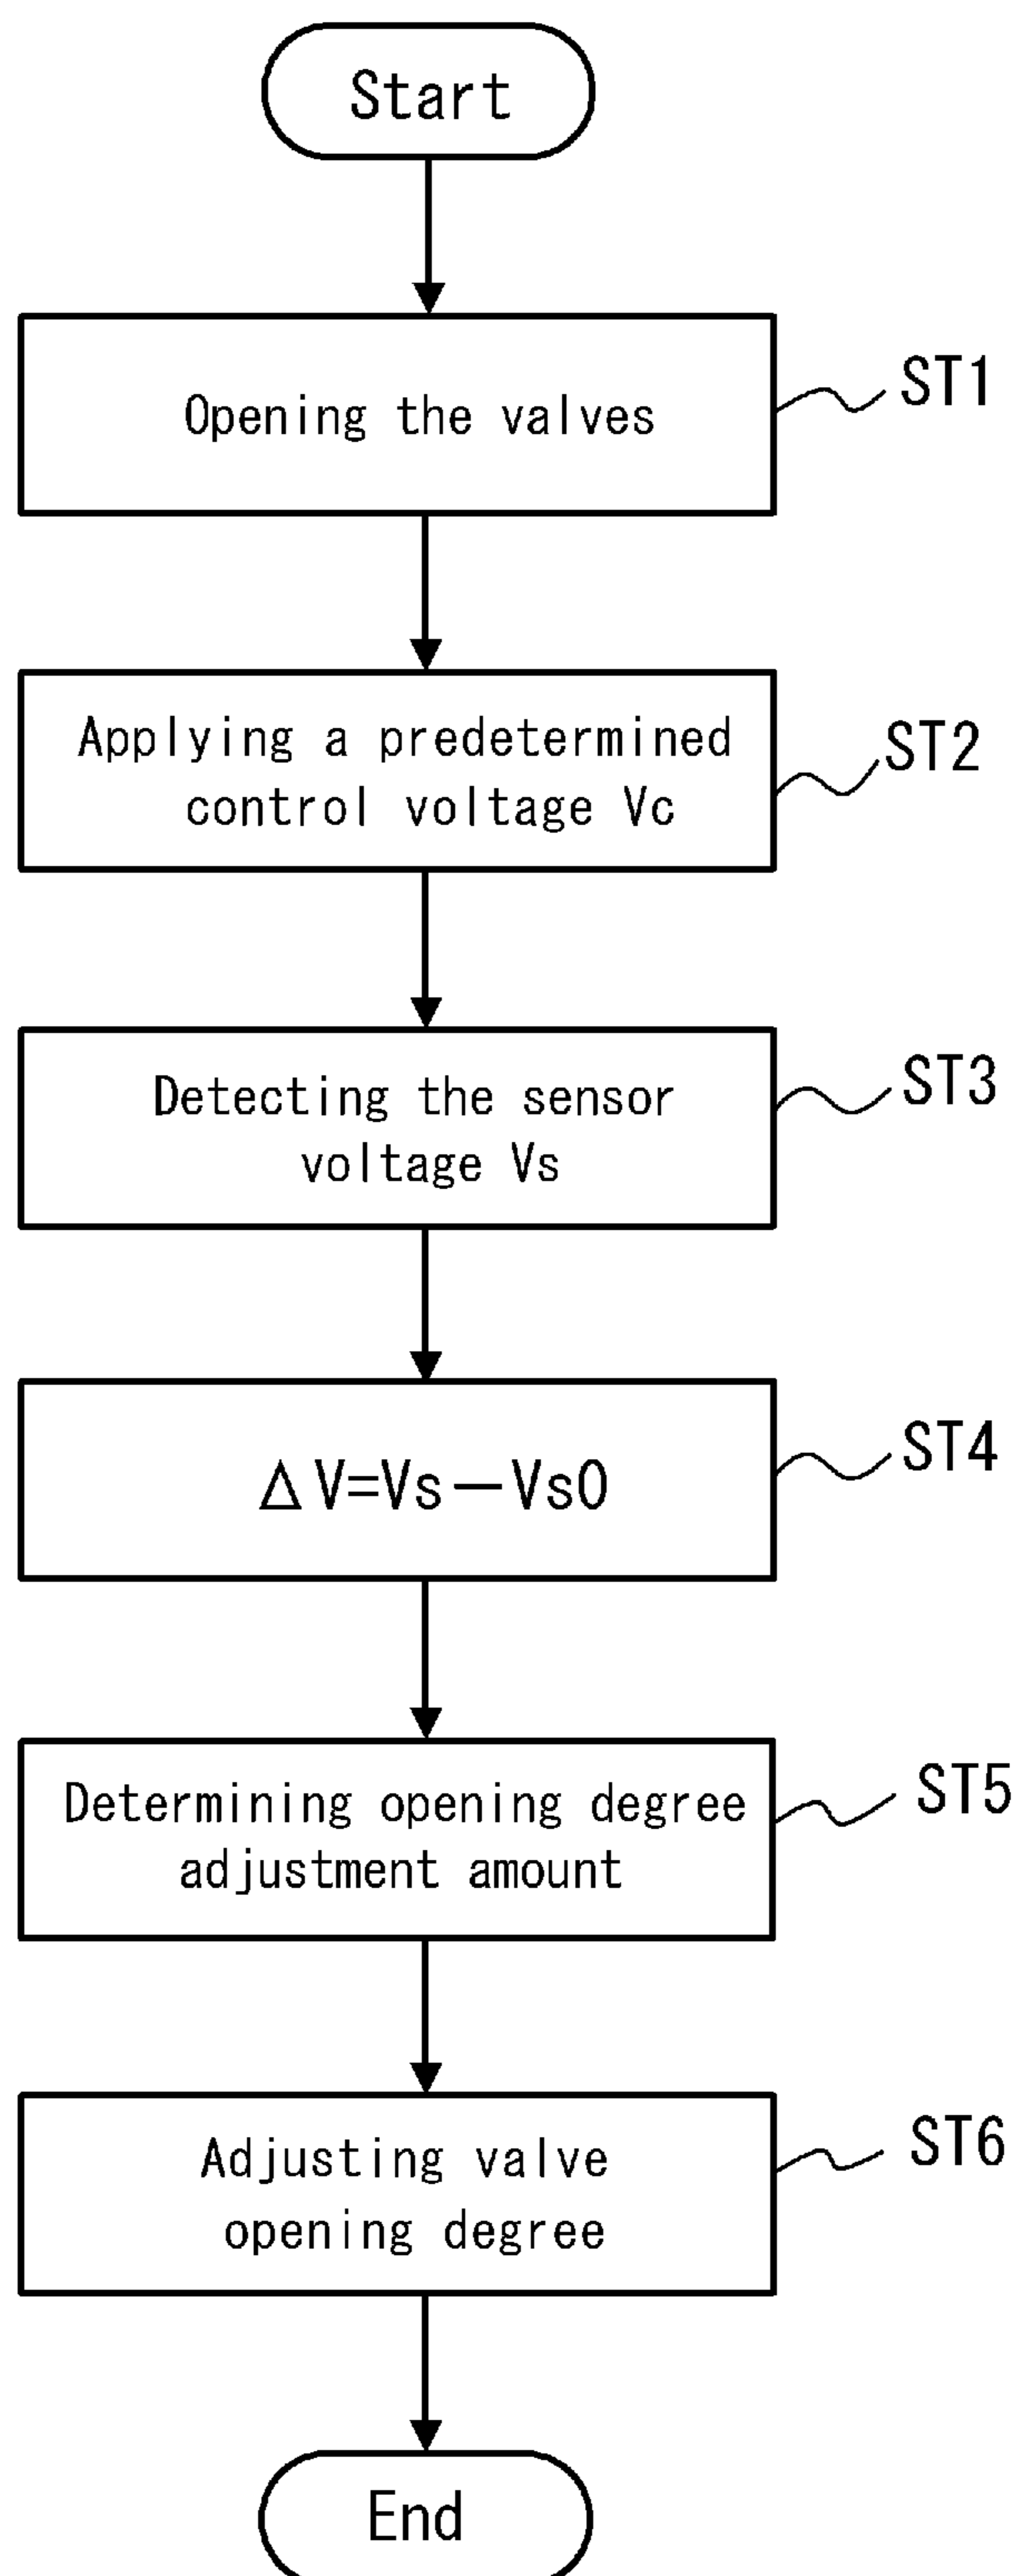 Start
Opening the valves
ST1
Applying a predetermined
control voltage Vc
ST2
Detecting the sensor
voltage Vs
ST3
ΔV=Vs−Vs0
ST4
Determining opening degree
adjustment amount
ST5
Adjusting valve
opening degree
ST6
End